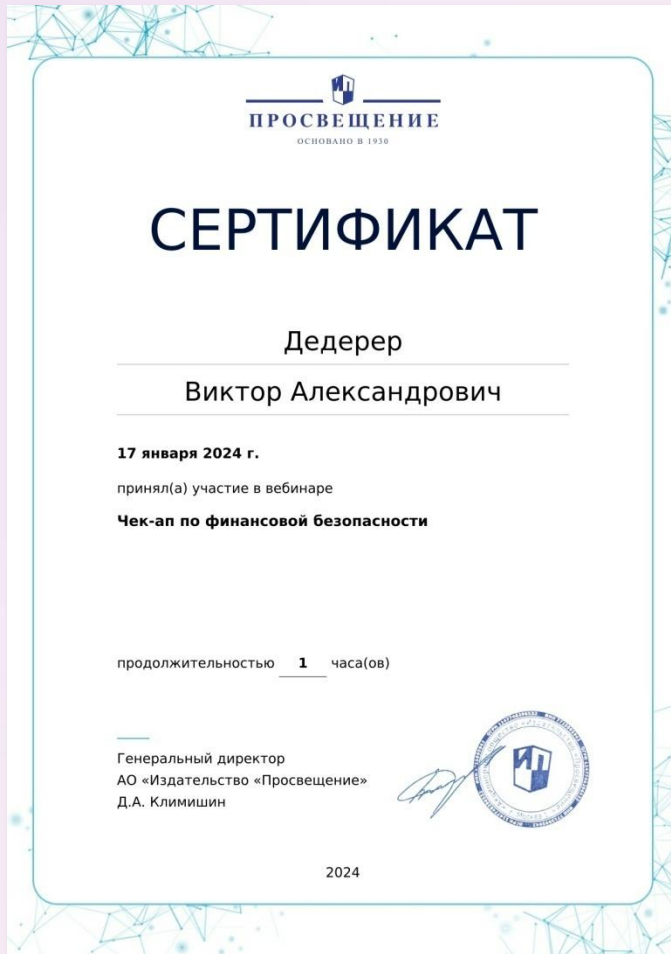 ПРОСВЕЩЕНИЕ
ОСНОВАНО В 1930
СЕРТИФИКАТ
Дедерер
Виктор Александрович
17 января 2024 г.
принял(а) участие в вебинаре
Чек-ап по финансовой безопасности
продолжительностью 1 часа(ов)
Генеральный директор
АО «Издательство «Просвещение»
Д.А. Климишин
2024